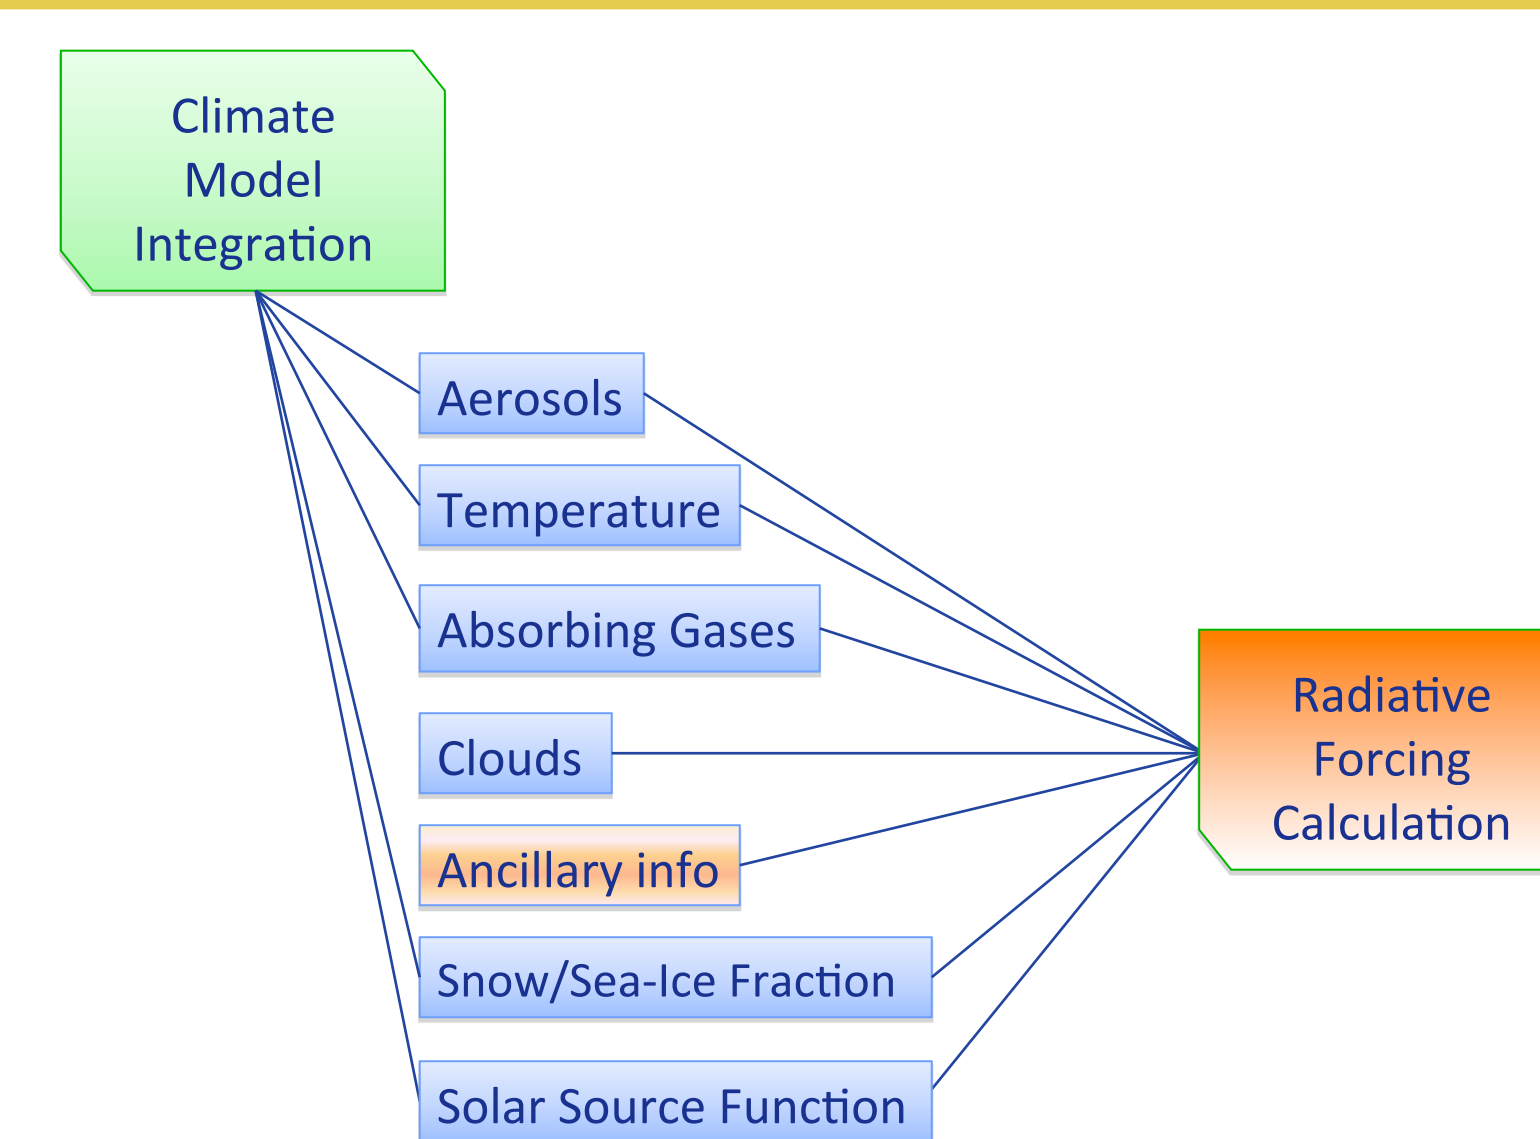 Climate
Model
Integration
Aerosols
Temperature
Absorbing Gases
Clouds
Ancillary info
Snow/Sea-Ice Fraction
Solar Source Function
Radiative
Forcing
Calculation